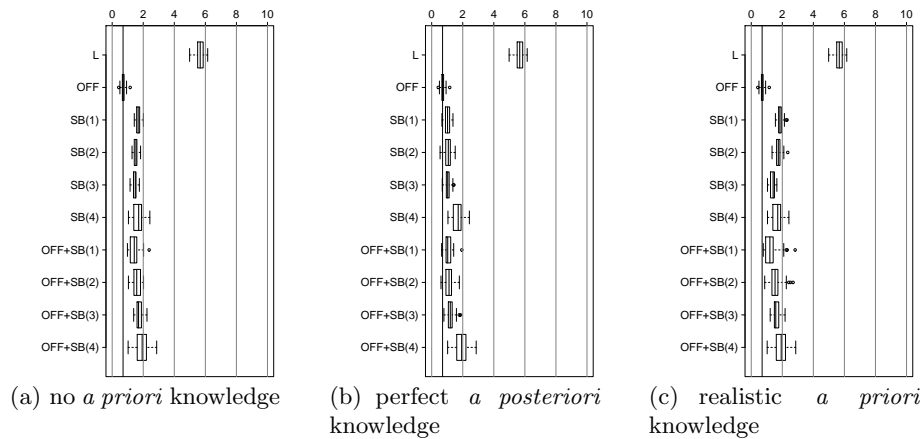 0 2 4 6 8 10
L
OFF
SB(1)
SB(2)
SB(3)
SB(4)
OFF+SB(1)
OFF+SB(2)
OFF+SB(3)
OFF+SB(4)
(a) no a priori knowledge
0 2 4 6 8 10
L
OFF
SB(1)
SB(2)
SB(3)
SB(4)
OFF+SB(1)
OFF+SB(2)
OFF+SB(3)
OFF+SB(4)
(b) perfect a posteriori
knowledge
0 2 4 6 8 10
L
OFF
SB(1)
SB(2)
SB(3)
SB(4)
OFF+SB(1)
OFF+SB(2)
OFF+SB(3)
OFF+SB(4)
(c) realistic a priori
knowledge